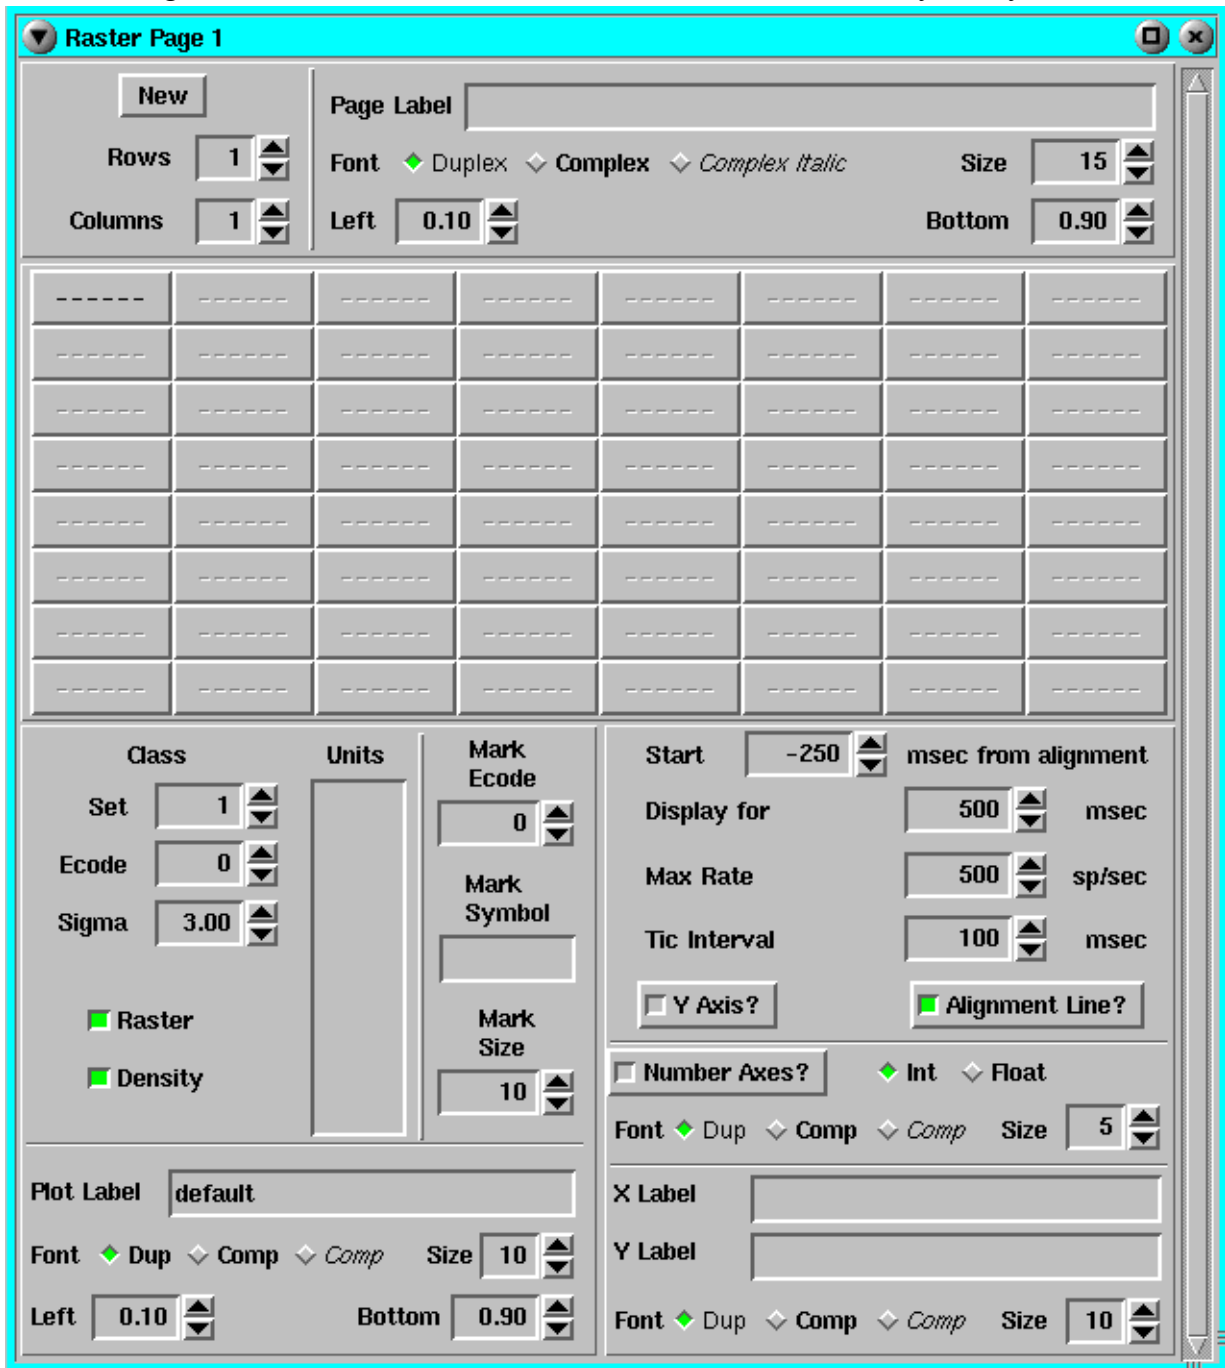 Raster Page 1
New
Page Label
Rows 1
Font Duplex Complex Complex Italic Size 15
Columns 1
Left 0.10 Bottom 0.90
------ ------ ------ ------ ------ ------ ------ ------
------ ------ ------ ------ ------ ------ ------ ------
------ ------ ------ ------ ------ ------ ------ ------
------ ------ ------ ------ ------ ------ ------ ------
------ ------ ------ ------ ------ ------ ------ ------
------ ------ ------ ------ ------ ------ ------ ------
------ ------ ------ ------ ------ ------ ------ ------
------ ------ ------ ------ ------ ------ ------ ------
Class
Set 1
Ecode 0
Sigma 3.00
Raster
Density
Units
Mark
Ecode
0
Mark
Symbol
Mark
Size
10
Plot Label default
Font Dup Comp Comp Size 10
Left 0.10 Bottom 0.90
Start -250 msec from alignment
Display for 500 msec
Max Rate 500 sp/sec
Tic Interval 100 msec
Y Axis? Alignment Line?
Number Axes? Int Float
Font Dup Comp Comp Size 5
X Label
Y Label
Font Dup Comp Comp Size 10